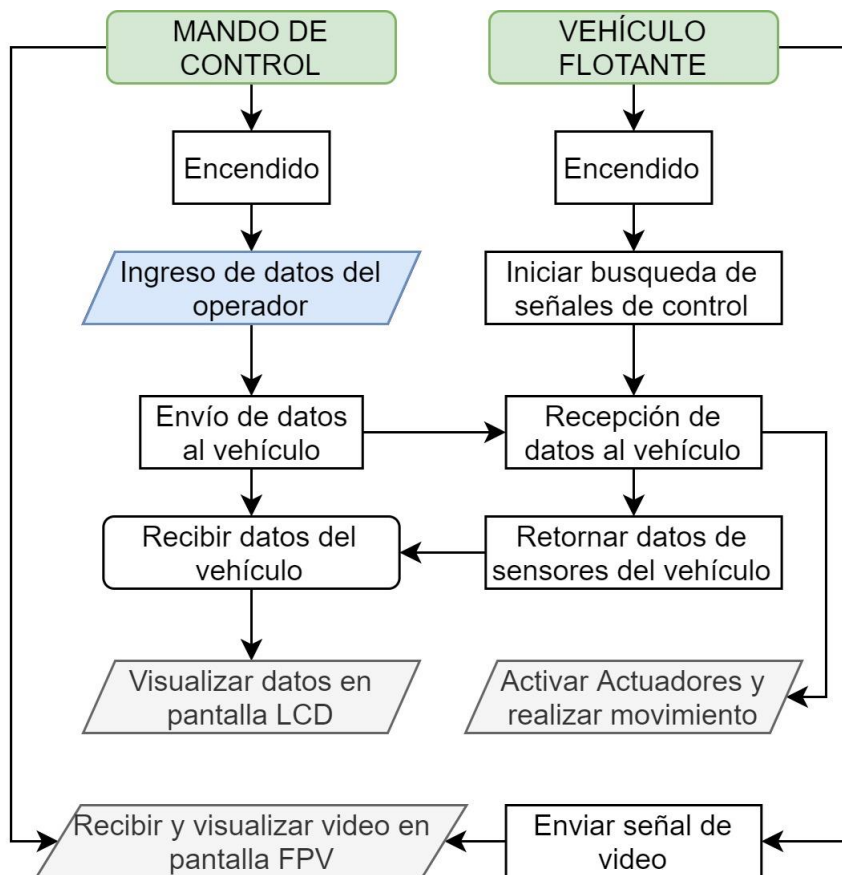 MANDO DE
CONTROL
VEHÍCULO
FLOTANTE
Encendido
Encendido
Ingreso de datos del
operador
Iniciar busqueda de
señales de control
Envío de datos
al vehículo
Recepción de
datos al vehículo
Recibir datos del
vehículo
Retornar datos de
sensores del vehículo
Visualizar datos en
pantalla LCD
Activar Actuadores y
realizar movimiento
Recibir y visualizar video en
pantalla FPV
Enviar señal de
video